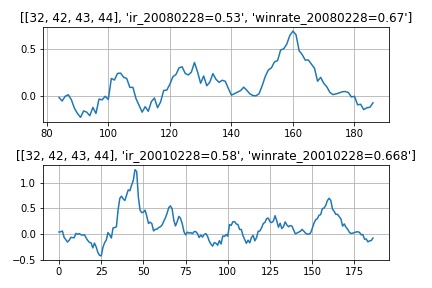 [[32, 42, 43, 44], 'ir_20080228=0.53', 'winrate_20080228=0.67']
0.5
0.0
80 100 120 140 160 180
[[32, 42, 43, 44], 'ir_20010228=0.58', 'winrate_20010228=0.668']
1.0
0.5
0.0
−0.5
0 25 50 75 100 125 150 175